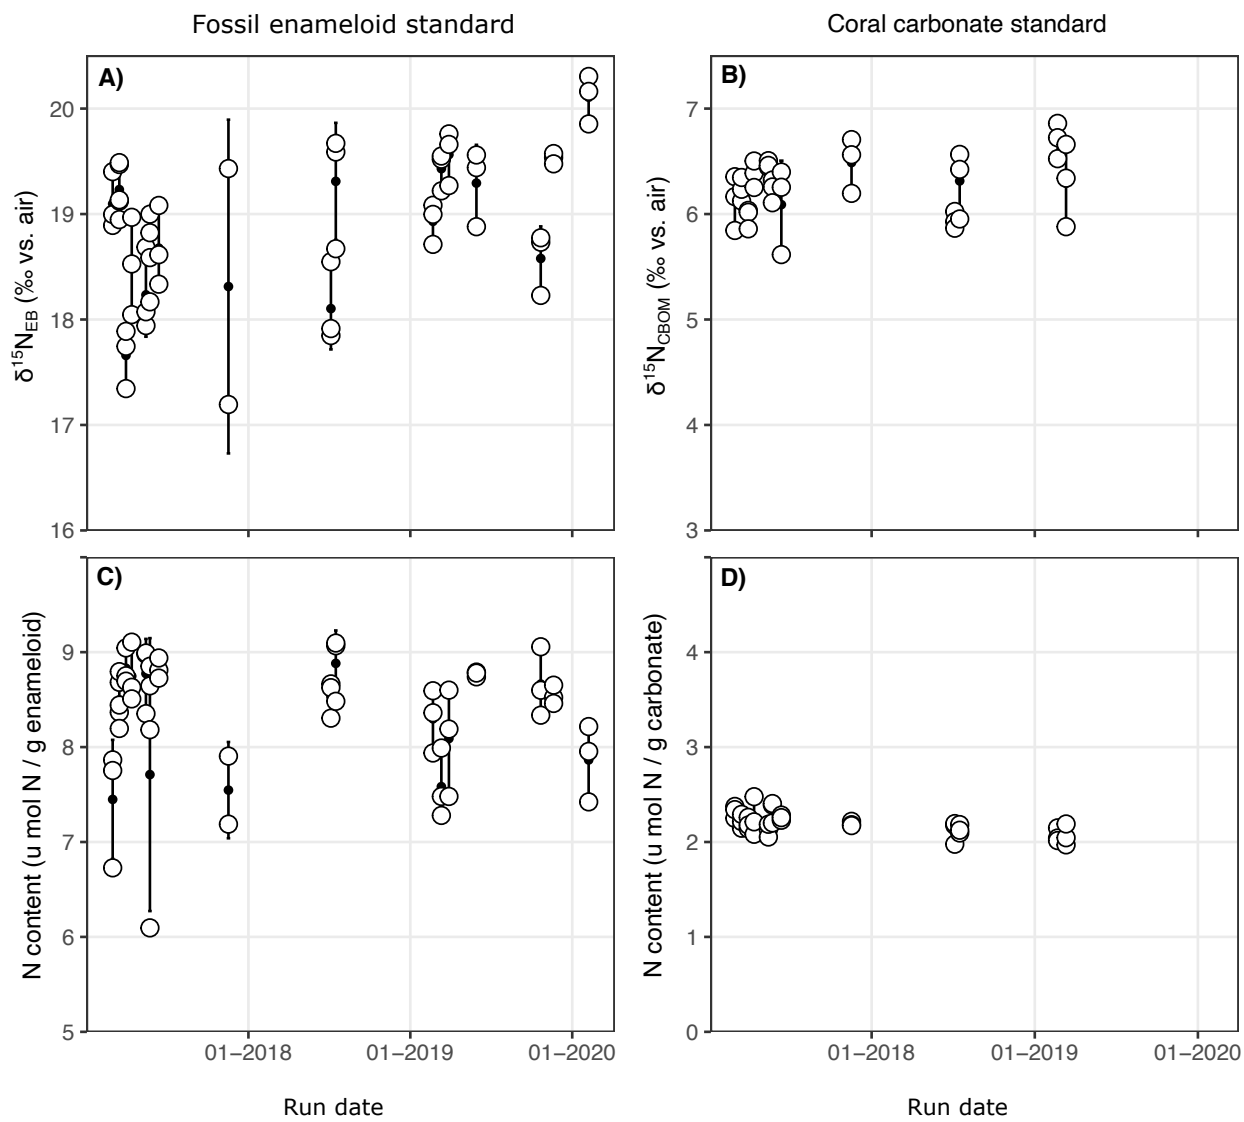 Fossil enameloid standard
Coral carbonate standard
A)
B)
20
19
18
17
16
7
6
5
4
3
δ¹⁵N_EB (‰ vs. air)
δ¹⁵N_CBOM (‰ vs. air)
C)
D)
9
8
7
6
5
4
3
2
1
0
N content (u mol N / g enameloid)
N content (u mol N / g carbonate)
01−2018
01−2019
01−2020
01−2018
01−2019
01−2020
Run date
Run date